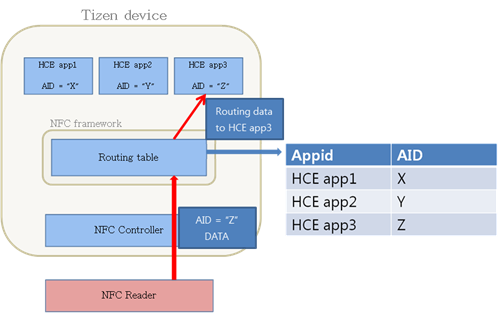 Tizen device
HCE app1
AID = "X"
HCE app2
AID = "Y"
HCE app3
AID = "Z"
Routing data
to HCE app3
NFC framework
Routing table
Appid AID
HCE app1 X
HCE app2 Y
HCE app3 Z
AID = "Z"
DATA
NFC Controller
NFC Reader